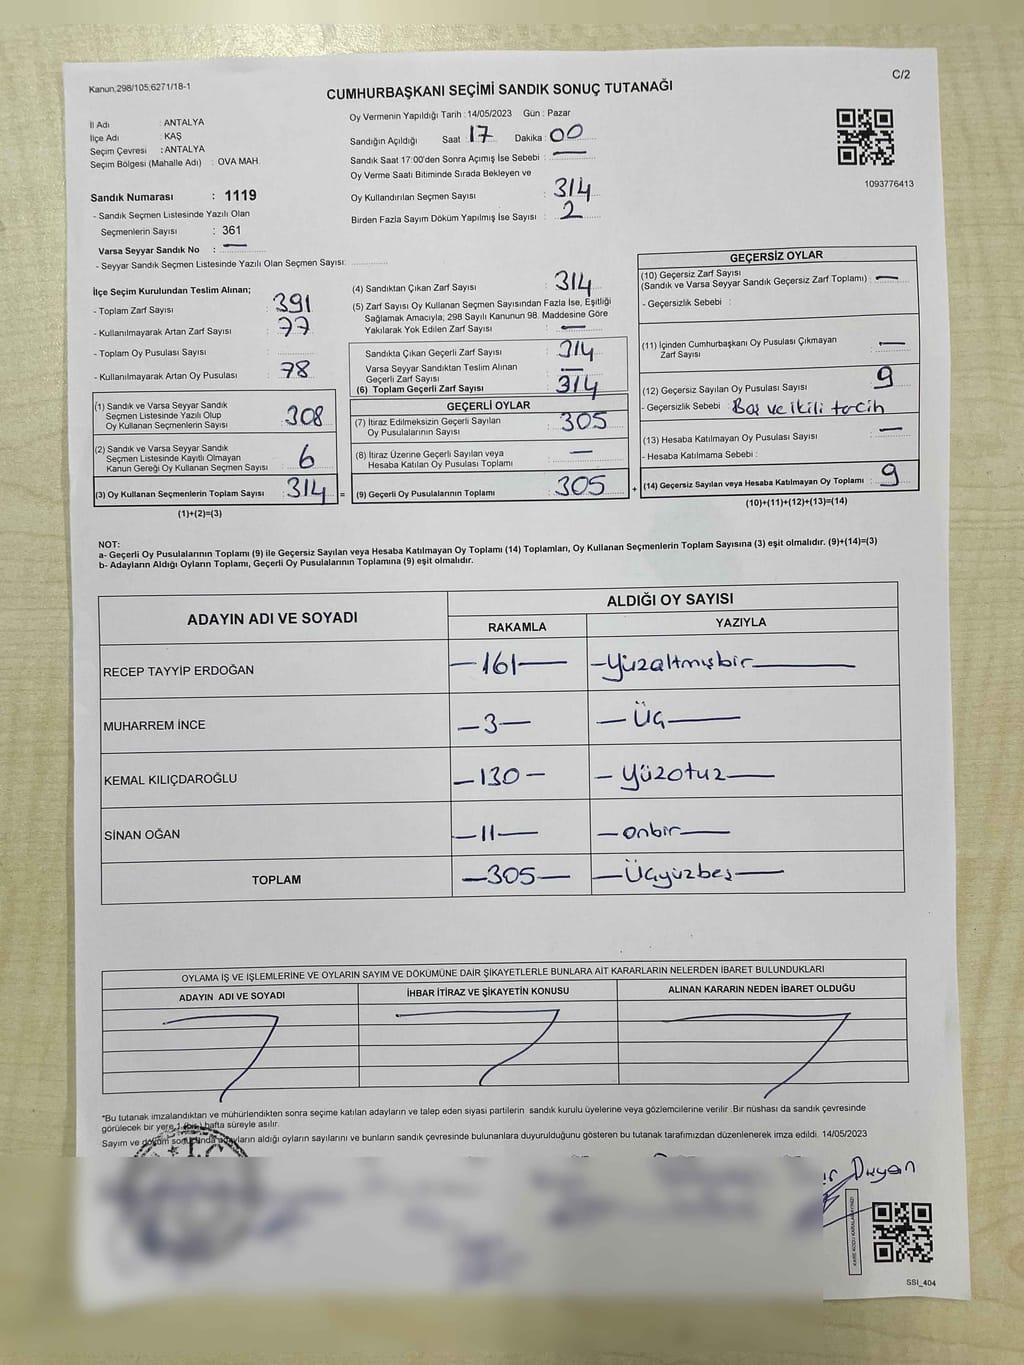 C/2
Kanun,298/105;6271/18-1
CUMHURBAŞKANI SEÇİMİ SANDIK SONUÇ TUTANAĞI
İl Adı : ANTALYA
İlçe Adı : KAŞ
Seçim Çevresi : ANTALYA
Seçim Bölgesi (Mahalle Adı) : OVA MAH.
Sandık Numarası : 1119
- Sandık Seçmen Listesinde Yazılı Olan
Seçmenlerin Sayısı : 361
Varsa Seyyar Sandık No : —
- Seyyar Sandık Seçmen Listesinde Yazılı Olan Seçmen Sayısı:
Oy Vermenin Yapıldığı Tarih : 14/05/2023 Gün : Pazar
Sandığın Açıldığı Saat : 17 Dakika : 00
Sandık Saat 17:00'den Sonra Açımış İse Sebebi : —
Oy Verme Saati Bitiminde Sırada Bekleyen ve
Oy Kullandırılan Seçmen Sayısı : 314
Birden Fazla Sayım Döküm Yapılmış İse Sayısı : 2
1093776413
İlçe Seçim Kurulundan Teslim Alınan;
- Toplam Zarf Sayısı : 391
- Kullanılmayarak Artan Zarf Sayısı : 77
- Toplam Oy Pusulası Sayısı :
- Kullanılmayarak Artan Oy Pusulası : 78
(1) Sandık ve Varsa Seyyar Sandık
Seçmen Listesinde Yazılı Olup
Oy Kullanan Seçmenlerin Sayısı : 308
(2) Sandık ve Varsa Seyyar Sandık
Seçmen Listesinde Kayıtlı Olmayan
Kanun Gereği Oy Kullanan Seçmen Sayısı : 6
(3) Oy Kullanan Seçmenlerin Toplam Sayısı : 314 =
(1)+(2)=(3)
(4) Sandıktan Çıkan Zarf Sayısı : 314
(5) Zarf Sayısı Oy Kullanan Seçmen Sayısından Fazla İse, Eşitliği
Sağlamak Amacıyla; 298 Sayılı Kanunun 98. Maddesine Göre
Yakılarak Yok Edilen Zarf Sayısı : —
Sandıkta Çıkan Geçerli Zarf Sayısı : 314
Varsa Seyyar Sandıktan Teslim Alınan
Geçerli Zarf Sayısı : —
(6) Toplam Geçerli Zarf Sayısı : 314
GEÇERLİ OYLAR
(7) İtiraz Edilmeksizin Geçerli Sayılan
Oy Pusulalarının Sayısı : 305
(8) İtiraz Üzerine Geçerli Sayılan veya
Hesaba Katılan Oy Pusulası Toplamı : —
(9) Geçerli Oy Pusulalarının Toplamı : 305 +
GEÇERSİZ OYLAR
(10) Geçersiz Zarf Sayısı
(Sandık ve Varsa Seyyar Sandık Geçersiz Zarf Toplamı) : —
- Geçersizlik Sebebi :
(11) İçinden Cumhurbaşkanı Oy Pusulası Çıkmayan
Zarf Sayısı : —
(12) Geçersiz Sayılan Oy Pusulası Sayısı : 9
- Geçersizlik Sebebi : Boş ve ikili tercih
(13) Hesaba Katılmayan Oy Pusulası Sayısı : —
- Hesaba Katılmama Sebebi :
(14) Geçersiz Sayılan veya Hesaba Katılmayan Oy Toplamı : 9
(10)+(11)+(12)+(13)=(14)
NOT:
a- Geçerli Oy Pusulalarının Toplamı (9) ile Geçersiz Sayılan veya Hesaba Katılmayan Oy Toplamı (14) Toplamları, Oy Kullanan Seçmenlerin Toplam Sayısına (3) eşit olmalıdır. (9)+(14)=(3)
b- Adayların Aldığı Oyların Toplamı, Geçerli Oy Pusulalarının Toplamına (9) eşit olmalıdır.
ADAYIN ADI VE SOYADI ALDIĞI OY SAYISI
RAKAMLA YAZIYLA
RECEP TAYYİP ERDOĞAN —161— —Yüzaltmışbir—
MUHARREM İNCE —3— —Üç—
KEMAL KILIÇDAROĞLU —130— —Yüzotuz—
SİNAN OĞAN —11— —onbir—
TOPLAM —305— —Üçyüzbeş—
OYLAMA İŞ VE İŞLEMLERİNE VE OYLARIN SAYIM VE DÖKÜMÜNE DAİR ŞİKAYETLERLE BUNLARA AİT KARARLARIN NELERDEN İBARET BULUNDUKLARI
ADAYIN ADI VE SOYADI İHBAR İTİRAZ VE ŞİKAYETİN KONUSU ALINAN KARARIN NEDEN İBARET OLDUĞU
*Bu tutanak imzalandıktan ve mühürlendikten sonra seçime katılan adayların ve talep eden siyasi partilerin sandık kurulu üyelerine veya gözlemcilerine verilir .Bir nüshası da sandık çevresinde
görülecek bir yere 1 (bir) hafta süreyle asılır.
Sayım ve döküm sonucunda adayların aldığı oyların sayılarını ve bunların sandık çevresinde bulunanlara duyurulduğunu gösteren bu tutanak tarafımızdan düzenlenerek imza edildi. 14/05/2023
T.C.
Duyan
SSI_404